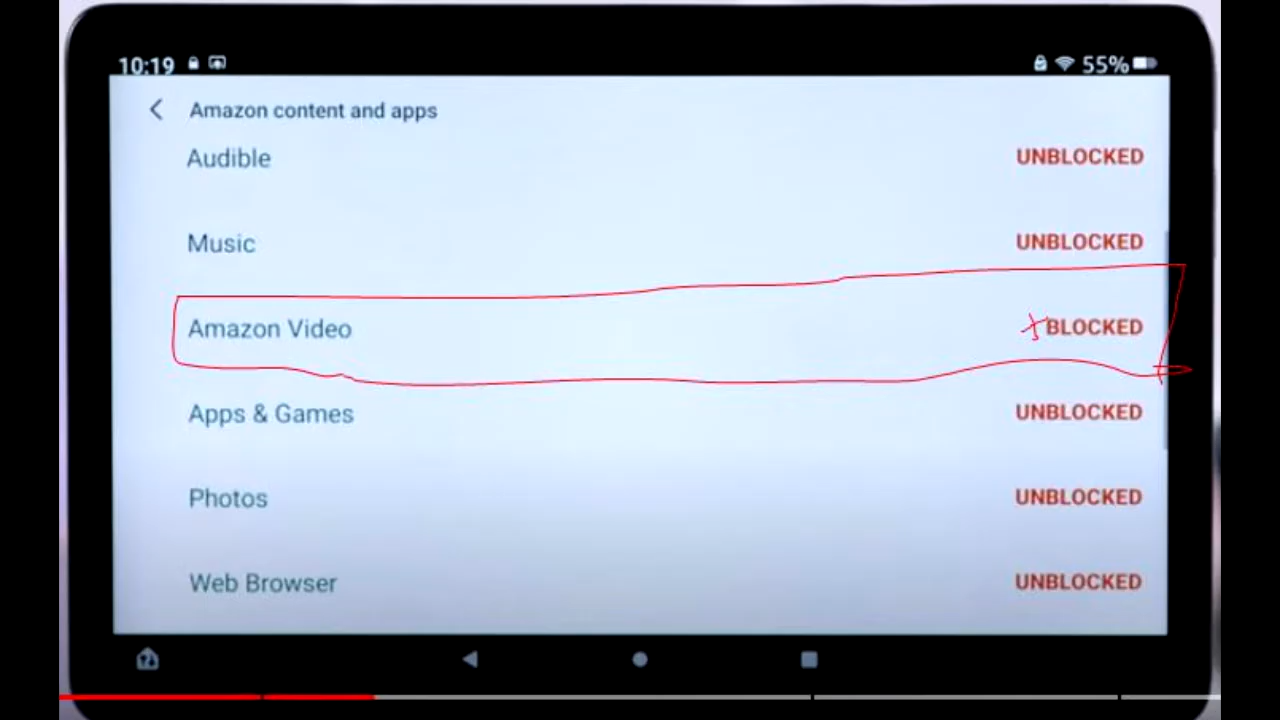 10:19 55%
Amazon content and apps
Audible UNBLOCKED
Music UNBLOCKED
Amazon Video BLOCKED
Apps & Games UNBLOCKED
Photos UNBLOCKED
Web Browser UNBLOCKED